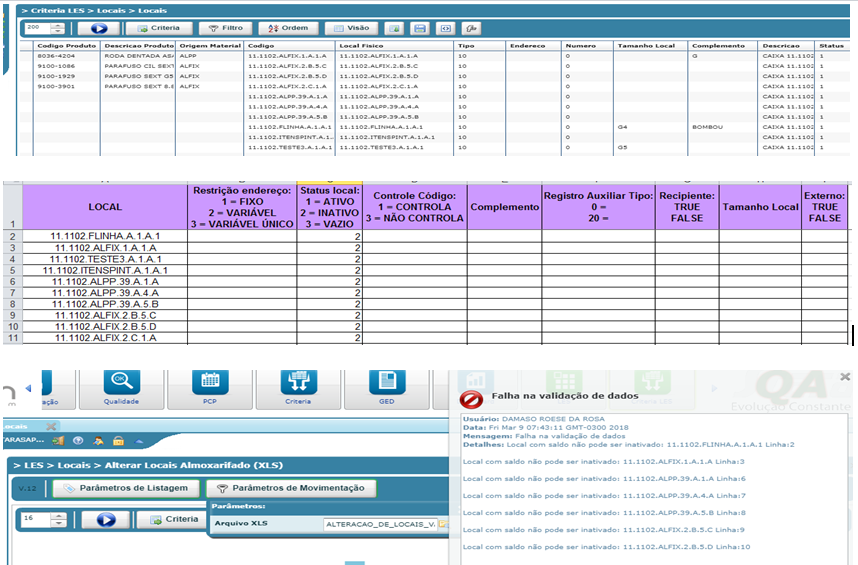 > Criteria LES > Locais > Locais
200 Criteria Filtro Ordem Visão
Codigo Produto Descricao Produto Origem Material Codigo Local Fisico Tipo Endereco Numero Tamanho Local Complemento Descricao Status
8036-4204 RODA DENTADA ASA ALPP 11.1102.ALFIX.1.A.1.A 11.1102.ALFIX.1.A.1.A 10 0 G CAIXA 11.1102 1
9100-1086 PARAFUSO CIL SEXT ALFIX 11.1102.ALFIX.2.B.5.C 11.1102.ALFIX.2.B.5.C 10 0 CAIXA 11.1102 1
9100-1929 PARAFUSO SEXT G5 ALFIX 11.1102.ALFIX.2.B.5.D 11.1102.ALFIX.2.B.5.D 10 0 CAIXA 11.1102 1
9100-3901 PARAFUSO SEXT 8.8 ALFIX 11.1102.ALFIX.2.C.1.A 11.1102.ALFIX.2.C.1.A 10 0 CAIXA 11.1102 1
11.1102.ALPP.39.A.1.A 11.1102.ALPP.39.A.1.A 10 0 CAIXA 11.1102 1
11.1102.ALPP.39.A.4.A 11.1102.ALPP.39.A.4.A 10 0 CAIXA 11.1102 1
11.1102.ALPP.39.A.5.B 11.1102.ALPP.39.A.5.B 10 0 CAIXA 11.1102 1
11.1102.FLINHA.A.1.A.1 11.1102.FLINHA.A.1.A.1 10 0 G4 BOMBOU CAIXA 11.1102 1
11.1102.ITENSPINT.A.1... 11.1102.ITENSPINT.A.1.A.1 10 0 CAIXA 11.1102 1
11.1102.TESTE3.A.1.A.1 11.1102.TESTE3.A.1.A.1 10 0 G5 CAIXA 11.1102 1
1 LOCAL Restrição endereço: 1 = FIXO 2 = VARIÁVEL 3 = VARIÁVEL ÚNICO Status local: 1 = ATIVO 2 = INATIVO 3 = VAZIO Controle Código: 1 = CONTROLA 3 = NÃO CONTROLA Complemento Registro Auxiliar Tipo: 0 = 20 = Recipiente: TRUE FALSE Tamanho Local Externo: TRUE FALSE
2 11.1102.FLINHA.A.1.A.1 2
3 11.1102.ALFIX.1.A.1.A 2
4 11.1102.TESTE3.A.1.A.1 2
5 11.1102.ITENSPINT.A.1.A.1 2
6 11.1102.ALPP.39.A.1.A 2
7 11.1102.ALPP.39.A.4.A 2
8 11.1102.ALPP.39.A.5.B 2
9 11.1102.ALFIX.2.B.5.C 2
10 11.1102.ALFIX.2.B.5.D 2
11 11.1102.ALFIX.2.C.1.A 2
ação Qualidade PCP Criteria GED
QA
Evolução Constante
Locais
TARASAP...
> LES > Locais > Alterar Locais Almoxarifado (XLS)
V.12 Parâmetros de Listagem Parâmetros de Movimentação
Parâmetros:
16 Criteria Arquivo XLS ALTERACAO_DE_LOCAIS_V.
Falha na validação de dados
Usuário: DAMASO ROESE DA ROSA
Data: Fri Mar 9 07:43:11 GMT-0300 2018
Mensagem: Falha na validação de dados
Detalhes: Local com saldo não pode ser inativado: 11.1102.FLINHA.A.1.A.1 Linha:2
Local com saldo não pode ser inativado: 11.1102.ALFIX.1.A.1.A Linha:3
Local com saldo não pode ser inativado: 11.1102.ALPP.39.A.1.A Linha:6
Local com saldo não pode ser inativado: 11.1102.ALPP.39.A.4.A Linha:7
Local com saldo não pode ser inativado: 11.1102.ALPP.39.A.5.B Linha:8
Local com saldo não pode ser inativado: 11.1102.ALFIX.2.B.5.C Linha:9
Local com saldo não pode ser inativado: 11.1102.ALFIX.2.B.5.D Linha:10